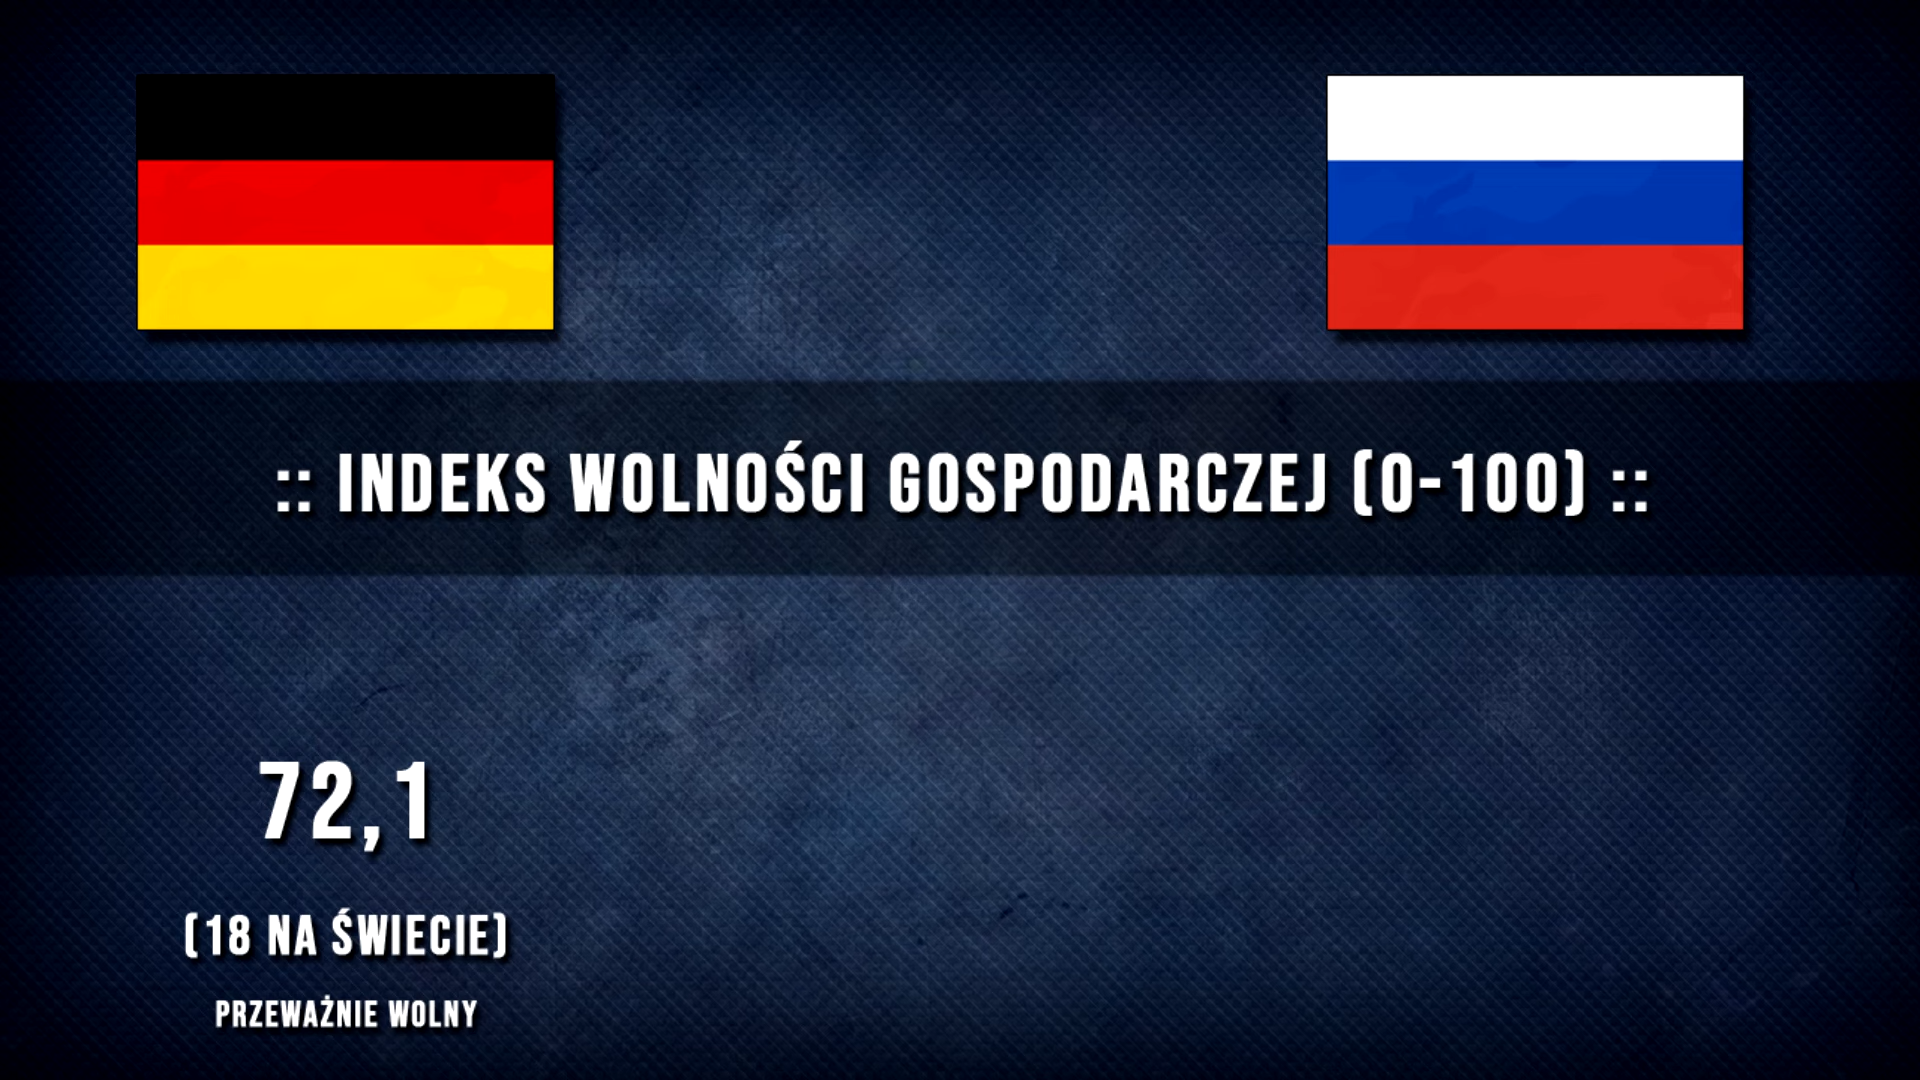 :: INDEKS WOLNOŚCI GOSPODARCZEJ (0-100) ::
72,1
(18 NA ŚWIECIE)
PRZEWAŻNIE WOLNY